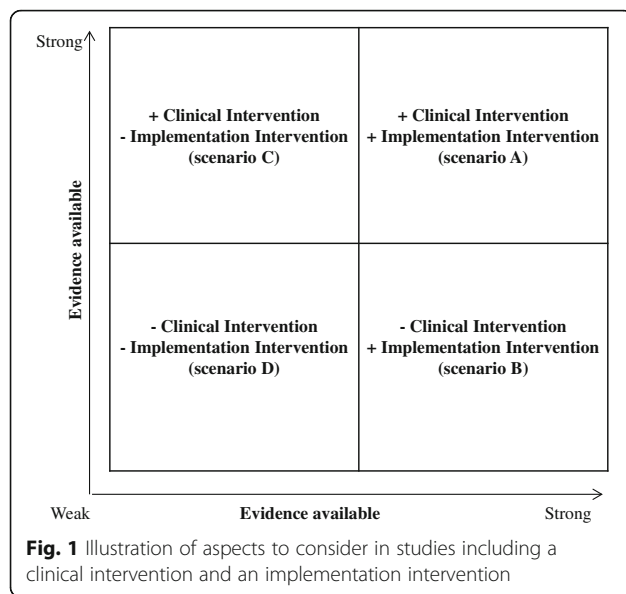 Strong
+ Clinical Intervention
- Implementation Intervention
(scenario C)
+ Clinical Intervention
+ Implementation Intervention
(scenario A)
Evidence available
- Clinical Intervention
- Implementation Intervention
(scenario D)
- Clinical Intervention
+ Implementation Intervention
(scenario B)
Weak
Evidence available
Strong
Fig. 1 Illustration of aspects to consider in studies including a
clinical intervention and an implementation intervention